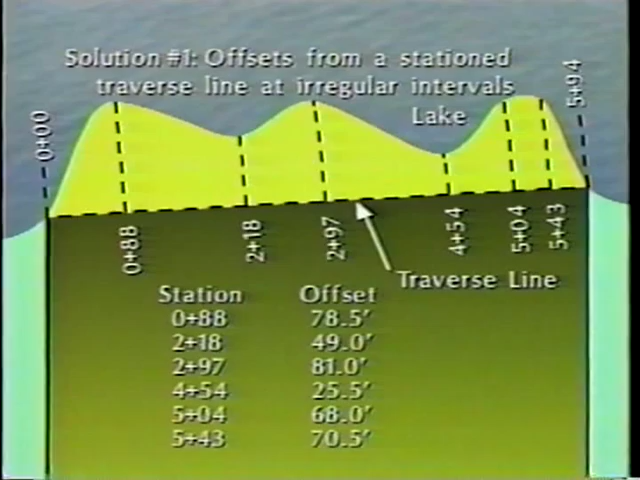 Solution #1: Offsets from a stationed
traverse line at irregular intervals
Lake
0+00
5+94
0+88
2+18
2+97
4+54
5+04
5+43
Traverse Line
Station Offset
0+88 78.5'
2+18 49.0'
2+97 81.0'
4+54 25.5'
5+04 68.0'
5+43 70.5'